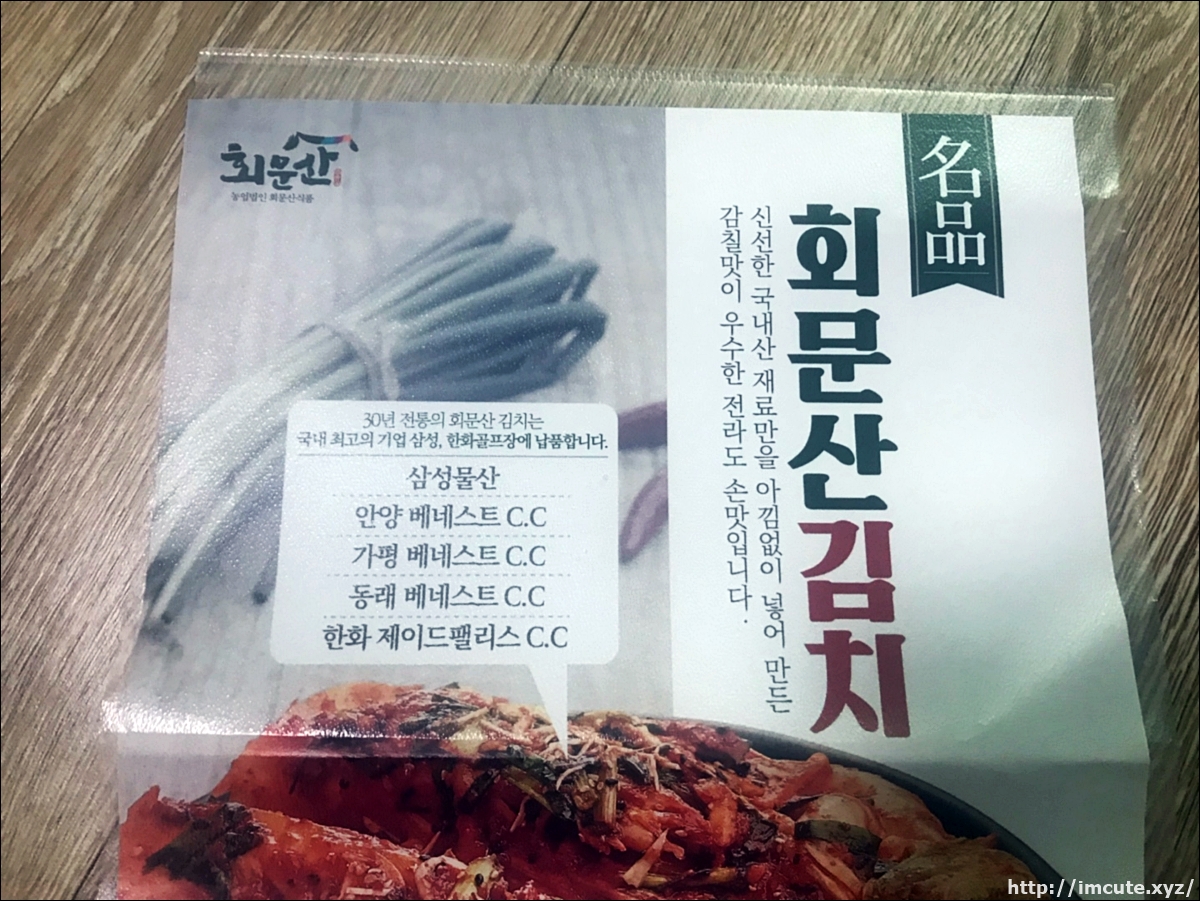 회문산
농업법인 회문산식품
名品
회문산김치
신선한 국내산 재료만을 아낌없이 넣어 만든
감칠맛이 우수한 전라도 손맛입니다.
30년 전통의 회문산 김치는
국내 최고의 기업 삼성, 한화골프장에 납품합니다.
삼성물산
안양 베네스트 C.C
가평 베네스트 C.C
동래 베네스트 C.C
한화 제이드팰리스 C.C
http://imcute.xyz/